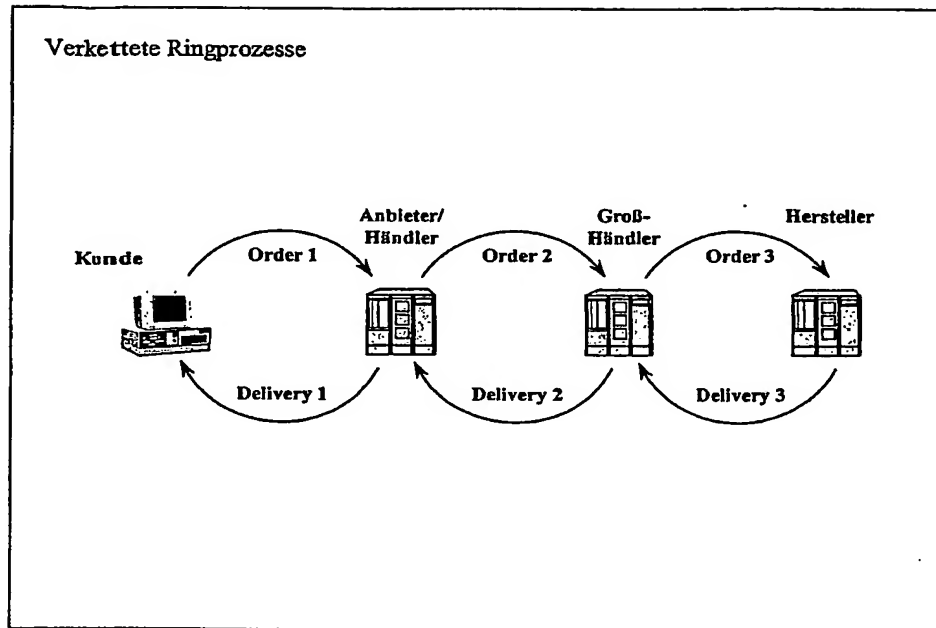 Verkettete Ringprozesse
Anbieter/
Händler
Groß-
Händler
Hersteller
Kunde
Order 1
Order 2
Order 3
Delivery 1
Delivery 2
Delivery 3